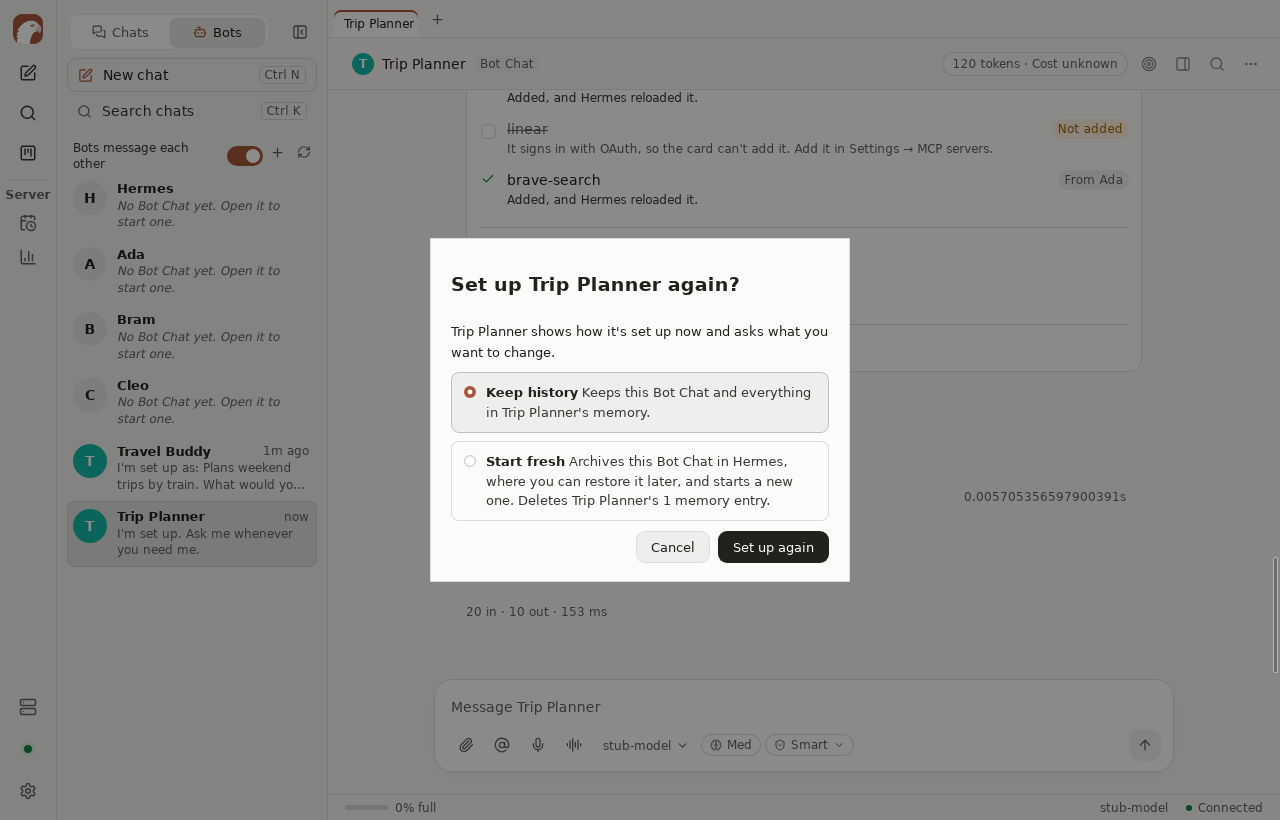 Chats
Bots
New chat
Ctrl N
Search chats
Ctrl K
Bots message each
other
Server
H
Hermes
No Bot Chat yet. Open it to
start one.
A
Ada
No Bot Chat yet. Open it to
start one.
B
Bram
No Bot Chat yet. Open it to
start one.
C
Cleo
No Bot Chat yet. Open it to
start one.
T
Travel Buddy
1m ago
I'm set up as: Plans weekend
trips by train. What would yo...
T
Trip Planner
now
I'm set up. Ask me whenever
you need me.
Trip Planner
T
Trip Planner
Bot Chat
120 tokens · Cost unknown
Added, and Hermes reloaded it.
linear
Not added
It signs in with OAuth, so the card can't add it. Add it in Settings → MCP servers.
brave-search
From Ada
Added, and Hermes reloaded it.
Set up Trip Planner again?
Trip Planner shows how it's set up now and asks what you
want to change.
Keep history Keeps this Bot Chat and everything
in Trip Planner's memory.
Start fresh Archives this Bot Chat in Hermes,
where you can restore it later, and starts a new
one. Deletes Trip Planner's 1 memory entry.
Cancel
Set up again
0.005705356597900391s
20 in · 10 out · 153 ms
Message Trip Planner
stub-model
Med
Smart
0% full
stub-model
Connected